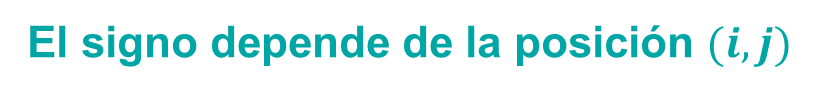 El signo depende de la posición (i, j)